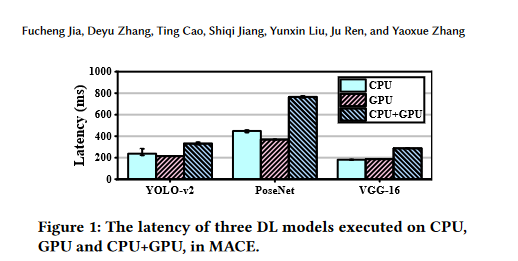 Fucheng Jia, Deyu Zhang, Ting Cao, Shiqi Jiang, Yunxin Liu, Ju Ren, and Yaoxue Zhang
1000
800
600
400
200
0
Latency (ms)
CPU
GPU
CPU+GPU
YOLO-v2 PoseNet VGG-16
Figure 1: The latency of three DL models executed on CPU,
GPU and CPU+GPU, in MACE.